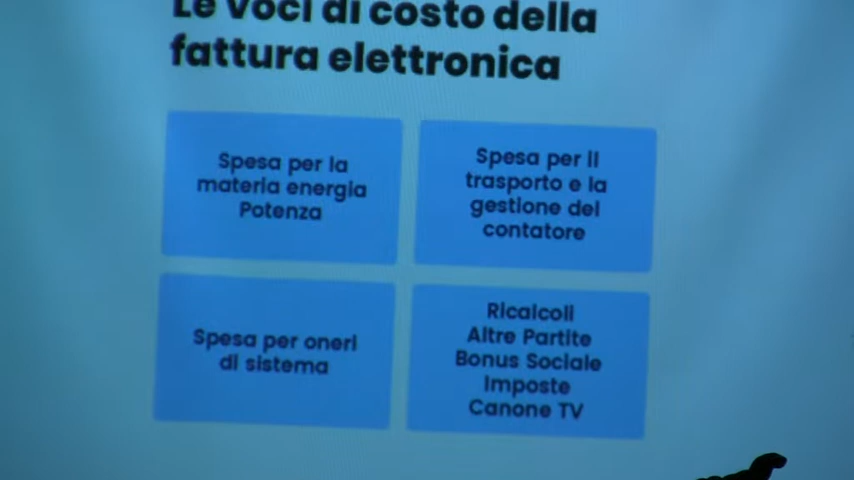 Le voci di costo della
fattura elettronica
Spesa per la
materia energia
Potenza
Spesa per il
trasporto e la
gestione del
contatore
Spesa per oneri
di sistema
Ricalcoli
Altre Partite
Bonus Sociale
Imposte
Canone TV